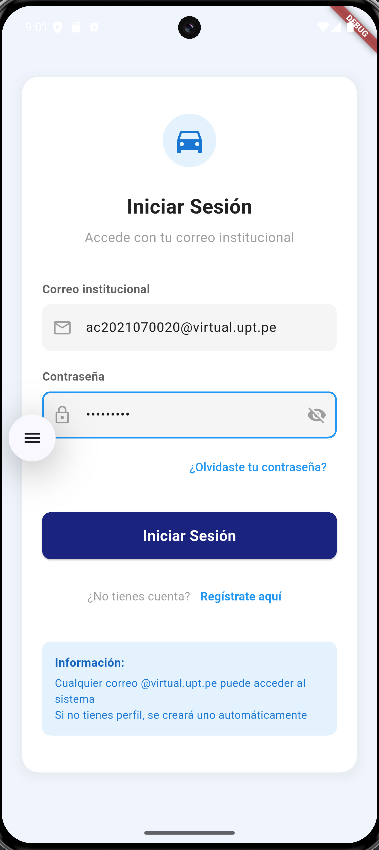 9:01
DEBUG
Iniciar Sesión
Accede con tu correo institucional
Correo institucional
ac2021070020@virtual.upt.pe
Contraseña
•••••••••
¿Olvidaste tu contraseña?
Iniciar Sesión
¿No tienes cuenta? Regístrate aquí
Información:
Cualquier correo @virtual.upt.pe puede acceder al
sistema
Si no tienes perfil, se creará uno automáticamente